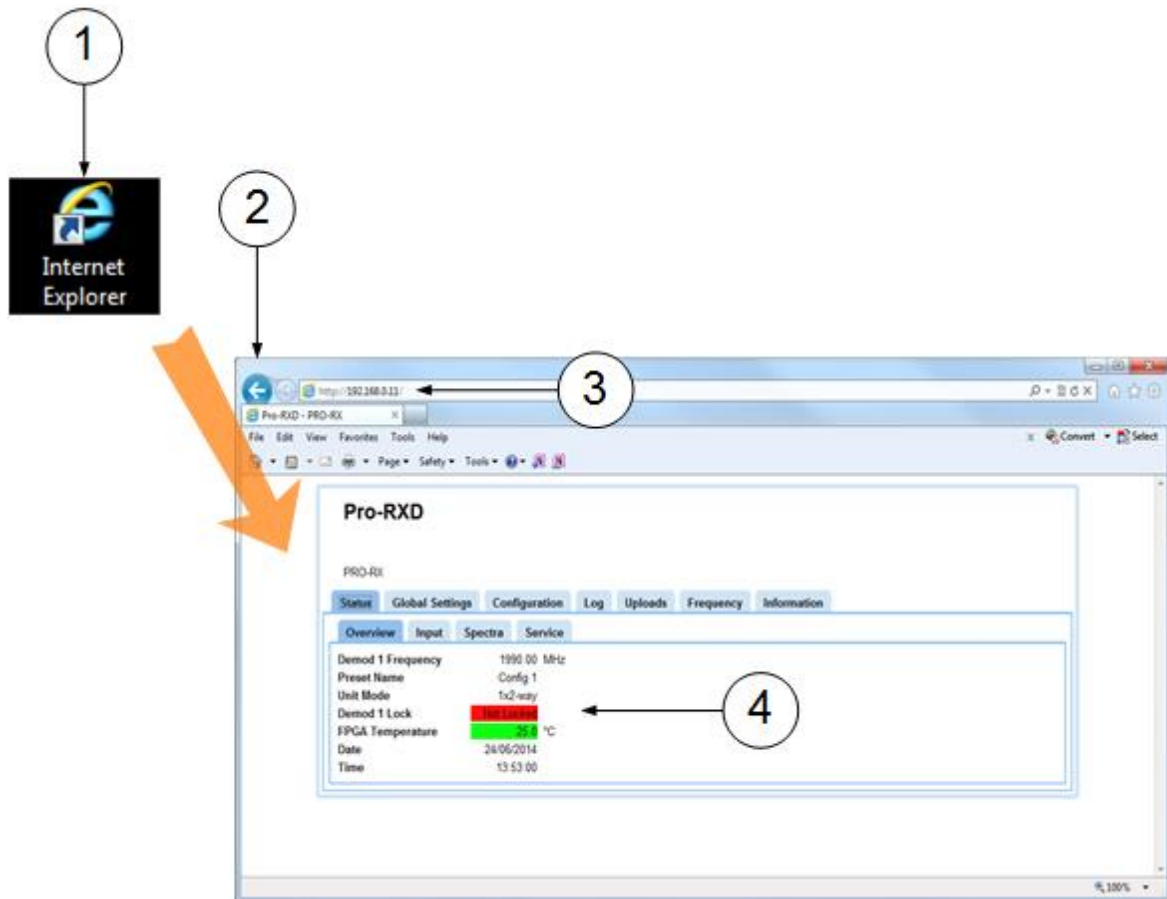 1
Internet
Explorer
2
3
http://192.168.0.11/
Pro-RXD - PRO-RX
File Edit View Favorites Tools Help
Convert Select
Page Safety Tools
Pro-RXD
PRO-RX
Status Global Settings Configuration Log Uploads Frequency Information
Overview Input Spectra Service
Demod 1 Frequency 1990.00 MHz
Preset Name Config 1
Unit Mode 1x2-way
Demod 1 Lock Not Locked
FPGA Temperature 25.0 °C
Date 24/06/2014
Time 13:53:00
4
100%